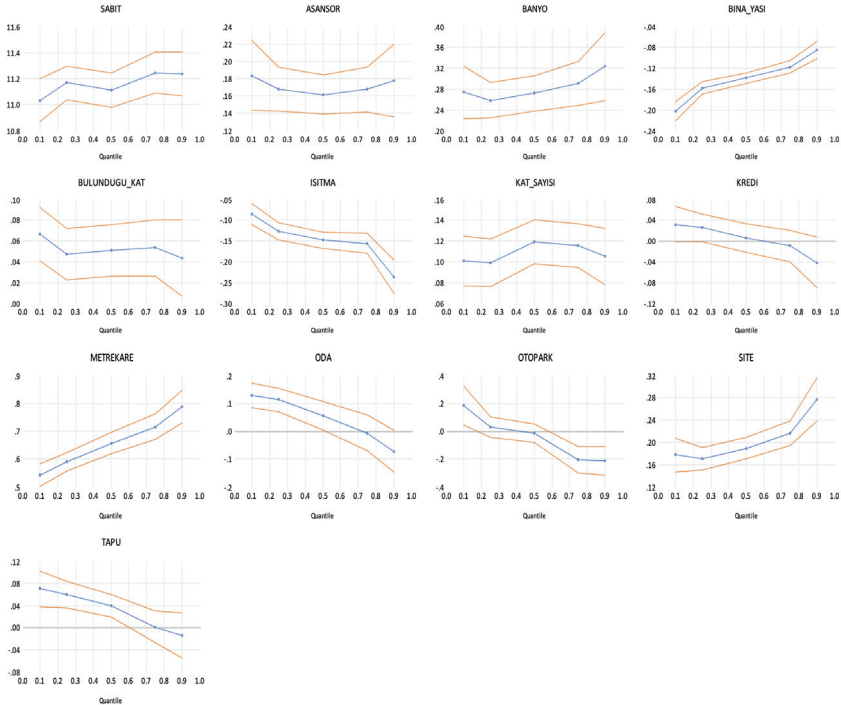 SABIT
11.6
11.4
11.2
11.0
10.8
0.0 0.1 0.2 0.3 0.4 0.5 0.6 0.7 0.8 0.9 1.0
Quantile
ASANSOR
.24
.22
.20
.18
.16
.14
.12
0.0 0.1 0.2 0.3 0.4 0.5 0.6 0.7 0.8 0.9 1.0
Quantile
BANYO
.40
.36
.32
.28
.24
.20
0.0 0.1 0.2 0.3 0.4 0.5 0.6 0.7 0.8 0.9 1.0
Quantile
BINA_YASI
-.04
-.08
-.12
-.16
-.20
-.24
0.0 0.1 0.2 0.3 0.4 0.5 0.6 0.7 0.8 0.9 1.0
Quantile
BULUNDUGU_KAT
.10
.08
.06
.04
.02
.00
0.0 0.1 0.2 0.3 0.4 0.5 0.6 0.7 0.8 0.9 1.0
Quantile
ISITMA
-.05
-.10
-.15
-.20
-.25
-.30
0.0 0.1 0.2 0.3 0.4 0.5 0.6 0.7 0.8 0.9 1.0
Quantile
KAT_SAYISI
.16
.14
.12
.10
.08
.06
0.0 0.1 0.2 0.3 0.4 0.5 0.6 0.7 0.8 0.9 1.0
Quantile
KREDI
.08
.04
.00
-.04
-.08
-.12
0.0 0.1 0.2 0.3 0.4 0.5 0.6 0.7 0.8 0.9 1.0
Quantile
METREKARE
.9
.8
.7
.6
.5
0.0 0.1 0.2 0.3 0.4 0.5 0.6 0.7 0.8 0.9 1.0
Quantile
ODA
.2
.1
.0
-.1
-.2
0.0 0.1 0.2 0.3 0.4 0.5 0.6 0.7 0.8 0.9 1.0
Quantile
OTOPARK
.4
.2
.0
-.2
-.4
0.0 0.1 0.2 0.3 0.4 0.5 0.6 0.7 0.8 0.9 1.0
Quantile
SITE
.32
.28
.24
.20
.16
.12
0.0 0.1 0.2 0.3 0.4 0.5 0.6 0.7 0.8 0.9 1.0
Quantile
TAPU
.12
.08
.04
.00
-.04
-.08
0.0 0.1 0.2 0.3 0.4 0.5 0.6 0.7 0.8 0.9 1.0
Quantile